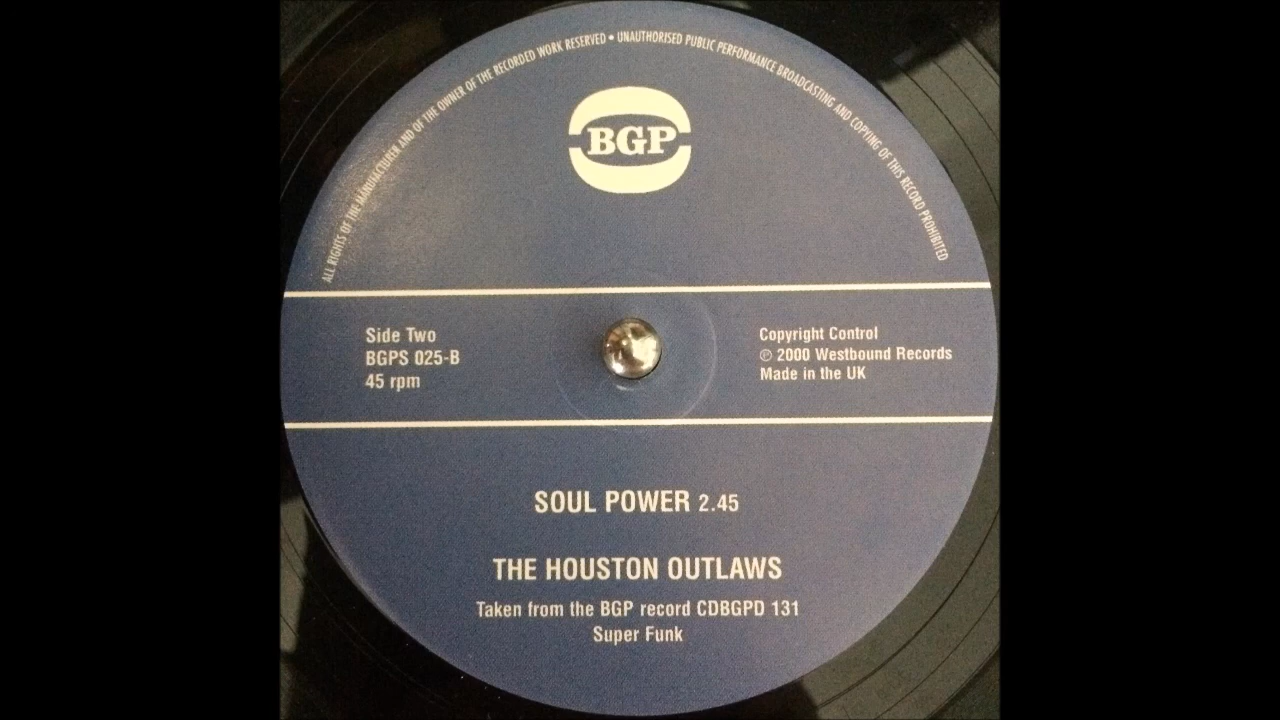 ALL RIGHTS OF THE MANUFACTURER AND OF THE OWNER OF THE RECORDED WORK RESERVED • UNAUTHORISED PUBLIC PERFORMANCE BROADCASTING AND COPYING OF THIS RECORD PROHIBITED
BGP
Side Two
BGPS 025-B
45 rpm
Copyright Control
℗ 2000 Westbound Records
Made in the UK
SOUL POWER 2.45
THE HOUSTON OUTLAWS
Taken from the BGP record CDBGPD 131
Super Funk